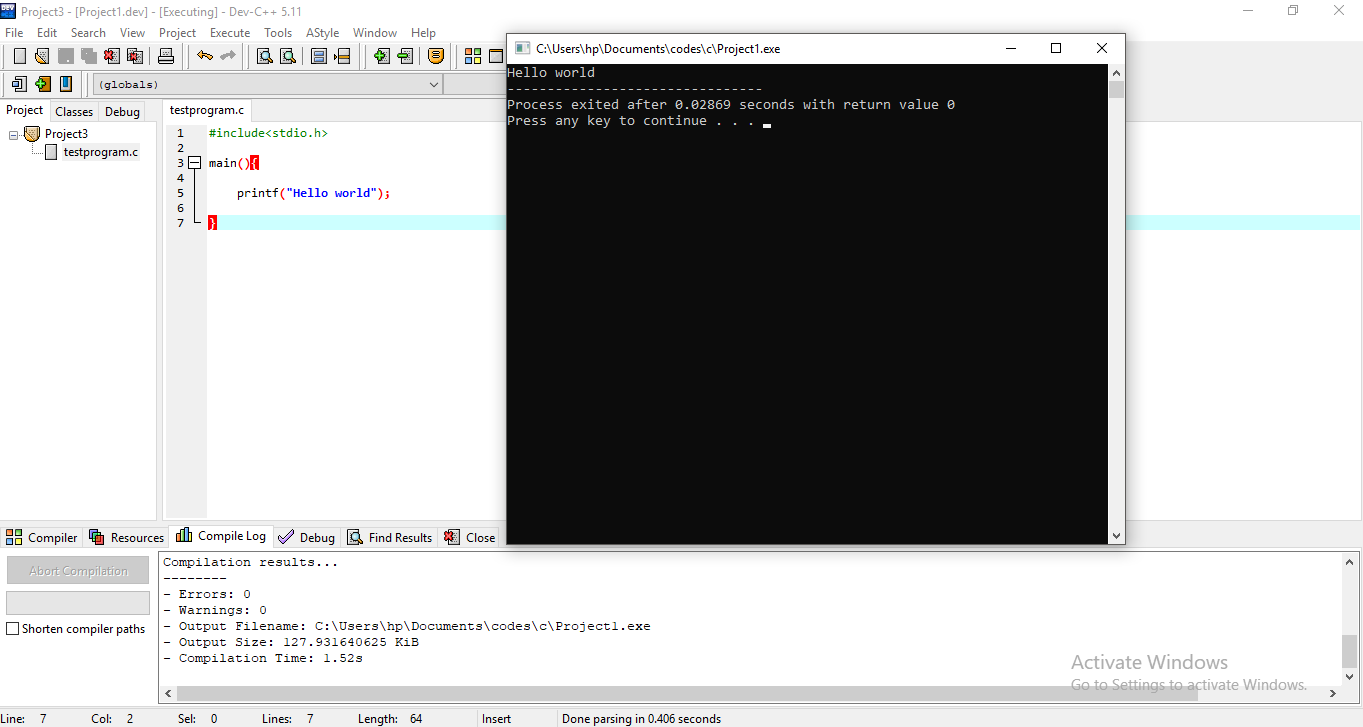 Project3 - [Project1.dev] - [Executing] - Dev-C++ 5.11
File Edit Search View Project Execute Tools AStyle Window Help
(globals)
Project Classes Debug
Project3
testprogram.c
testprogram.c
1 #include<stdio.h>
2
3 main(){
4
5 printf("Hello world");
6
7 }
C:\Users\hp\Documents\codes\c\Project1.exe
Hello world
--------------------------------
Process exited after 0.02869 seconds with return value 0
Press any key to continue . . .
Compiler Resources Compile Log Debug Find Results Close
Abort Compilation
Shorten compiler paths
Compilation results...
--------
- Errors: 0
- Warnings: 0
- Output Filename: C:\Users\hp\Documents\codes\c\Project1.exe
- Output Size: 127.931640625 KiB
- Compilation Time: 1.52s
Activate Windows
Go to Settings to activate Windows.
Line: 7 Col: 2 Sel: 0 Lines: 7 Length: 64 Insert Done parsing in 0.406 seconds